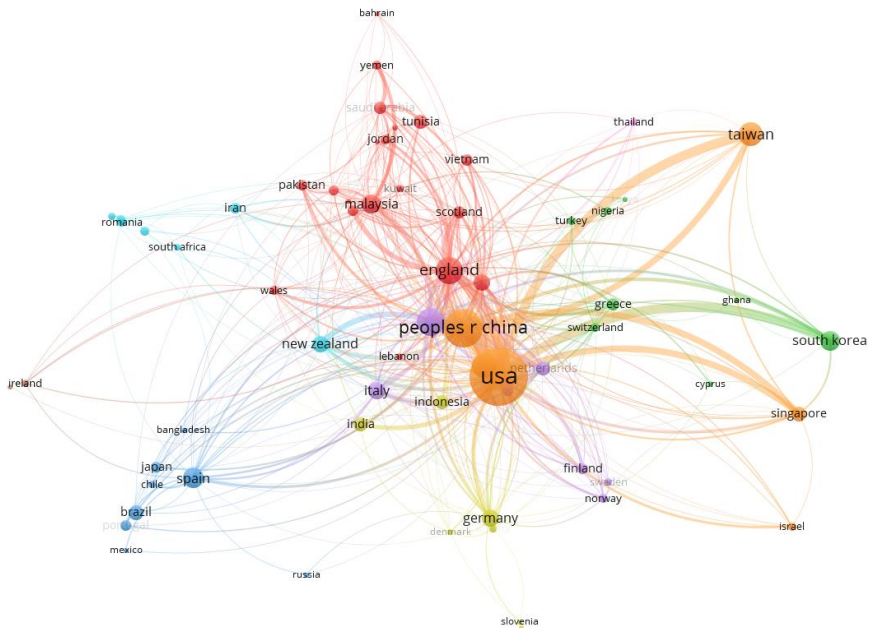 bahrain
yemen
saudi arabia
tunisia
thailand
taiwan
jordan
vietnam
pakistan
kuwait
malaysia
iran
scotland
nigeria
romania
turkey
south africa
england
wales
ghana
greece
peoples r china
switzerland
south korea
new zealand
lebanon
netherlands
usa
ireland
cyprus
italy
indonesia
singapore
india
bangladesh
japan
finland
spain
chile
sweden
norway
brazil
germany
portugal
israel
denmark
mexico
russia
slovenia